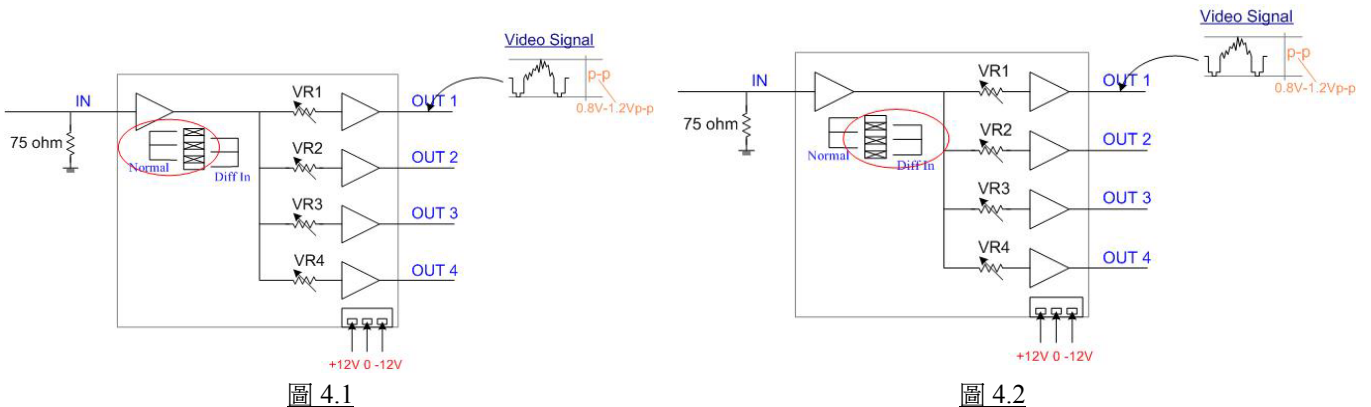 Video Signal
p-p
0.8V-1.2Vp-p
IN
75 ohm
VR1
OUT 1
VR2
OUT 2
Normal
Diff In
VR3
OUT 3
VR4
OUT 4
+12V 0 -12V
圖 4.1
Video Signal
p-p
0.8V-1.2Vp-p
IN
75 ohm
VR1
OUT 1
VR2
OUT 2
Normal
Diff In
VR3
OUT 3
VR4
OUT 4
+12V 0 -12V
圖 4.2